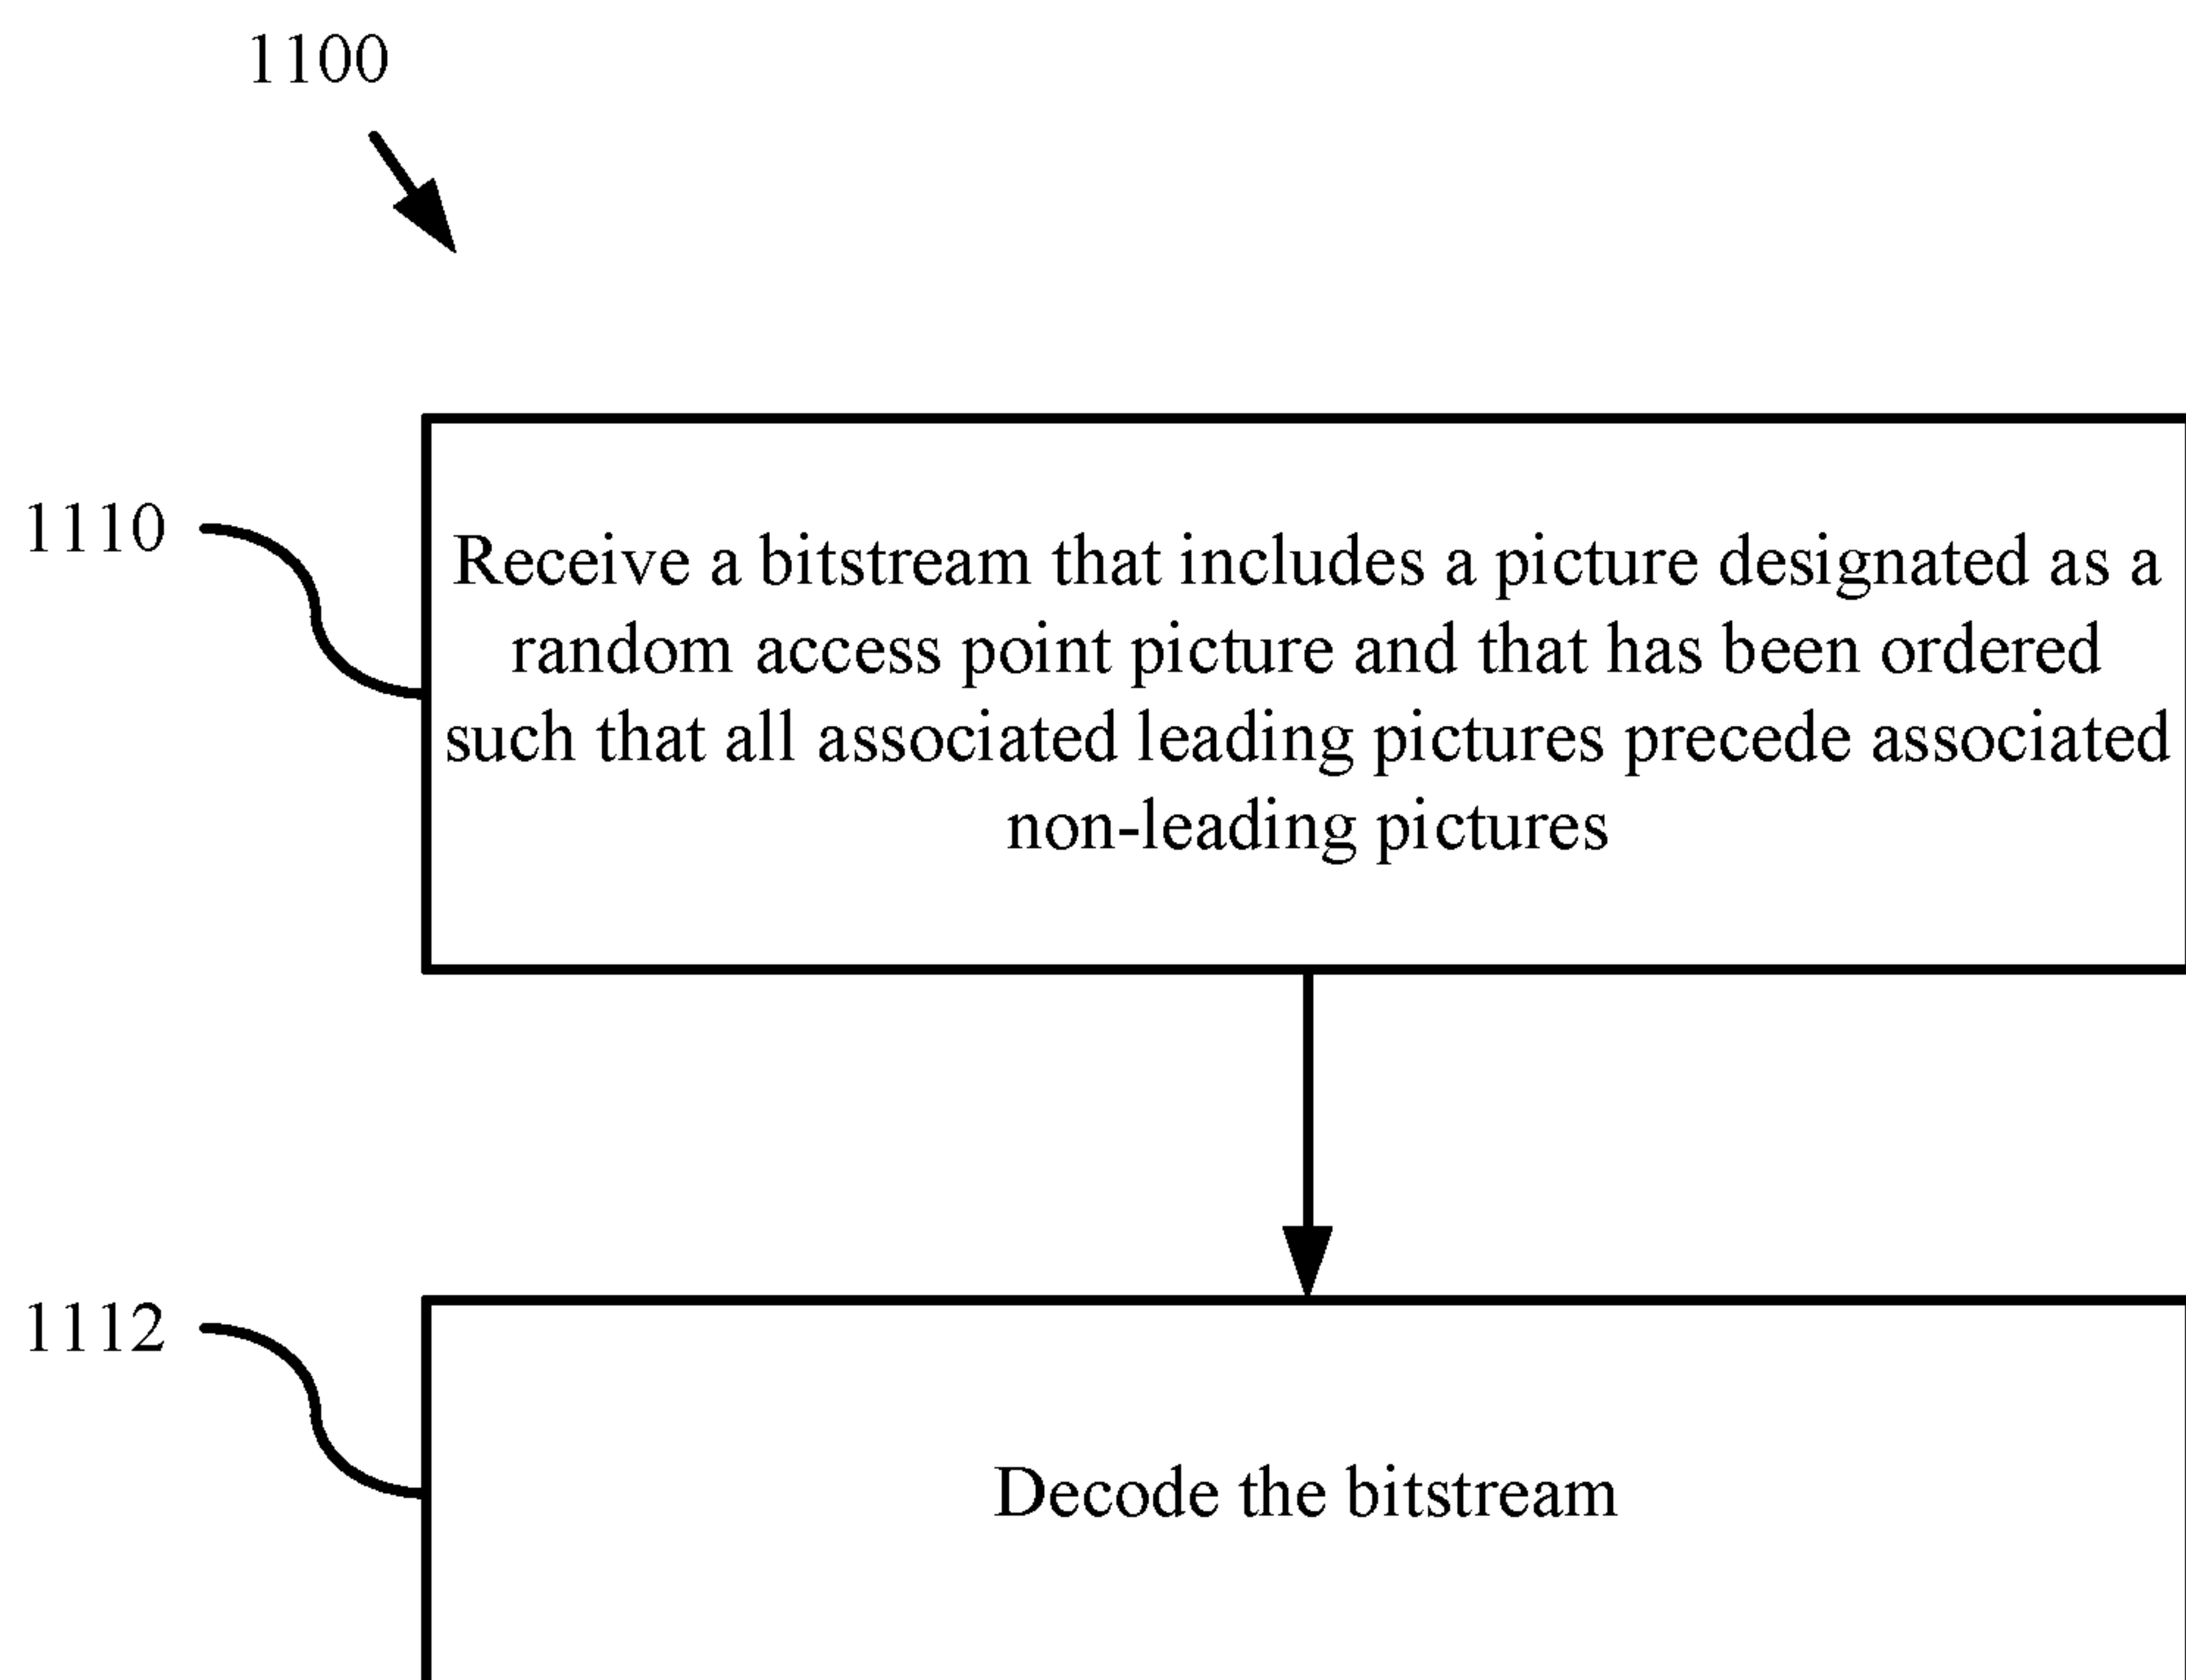 1100
1110
Receive a bitstream that includes a picture designated as a
random access point picture and that has been ordered
such that all associated leading pictures precede associated
non-leading pictures
1112
Decode the bitstream